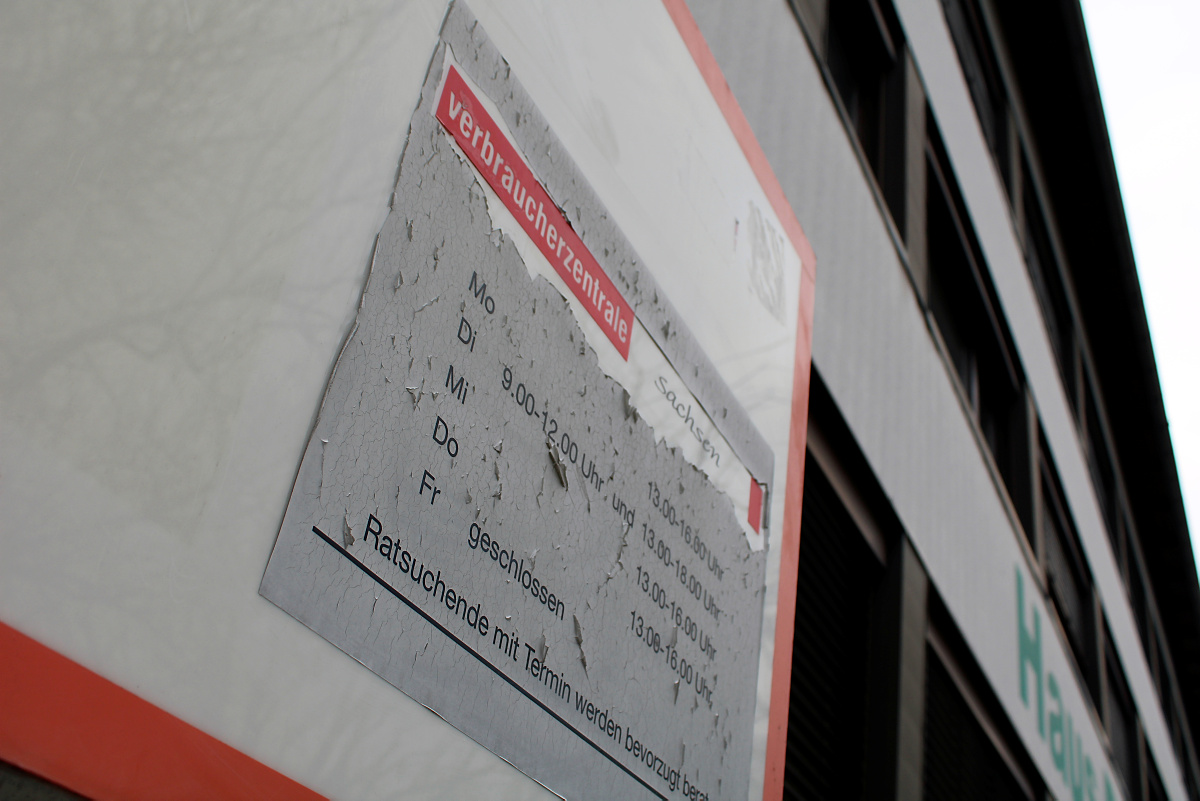 verbraucherzentrale
Sachsen
Mo 13.00-16.00 Uhr
Di 9.00-12.00 Uhr und 13.00-18.00 Uhr
Mi 13.00-16.00 Uhr
Do 13.00-16.00 Uhr
Fr geschlossen
Ratsuchende mit Termin werden bevorzugt berat
Haus